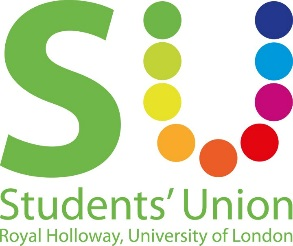 SU
Students' Union
Royal Holloway, University of London